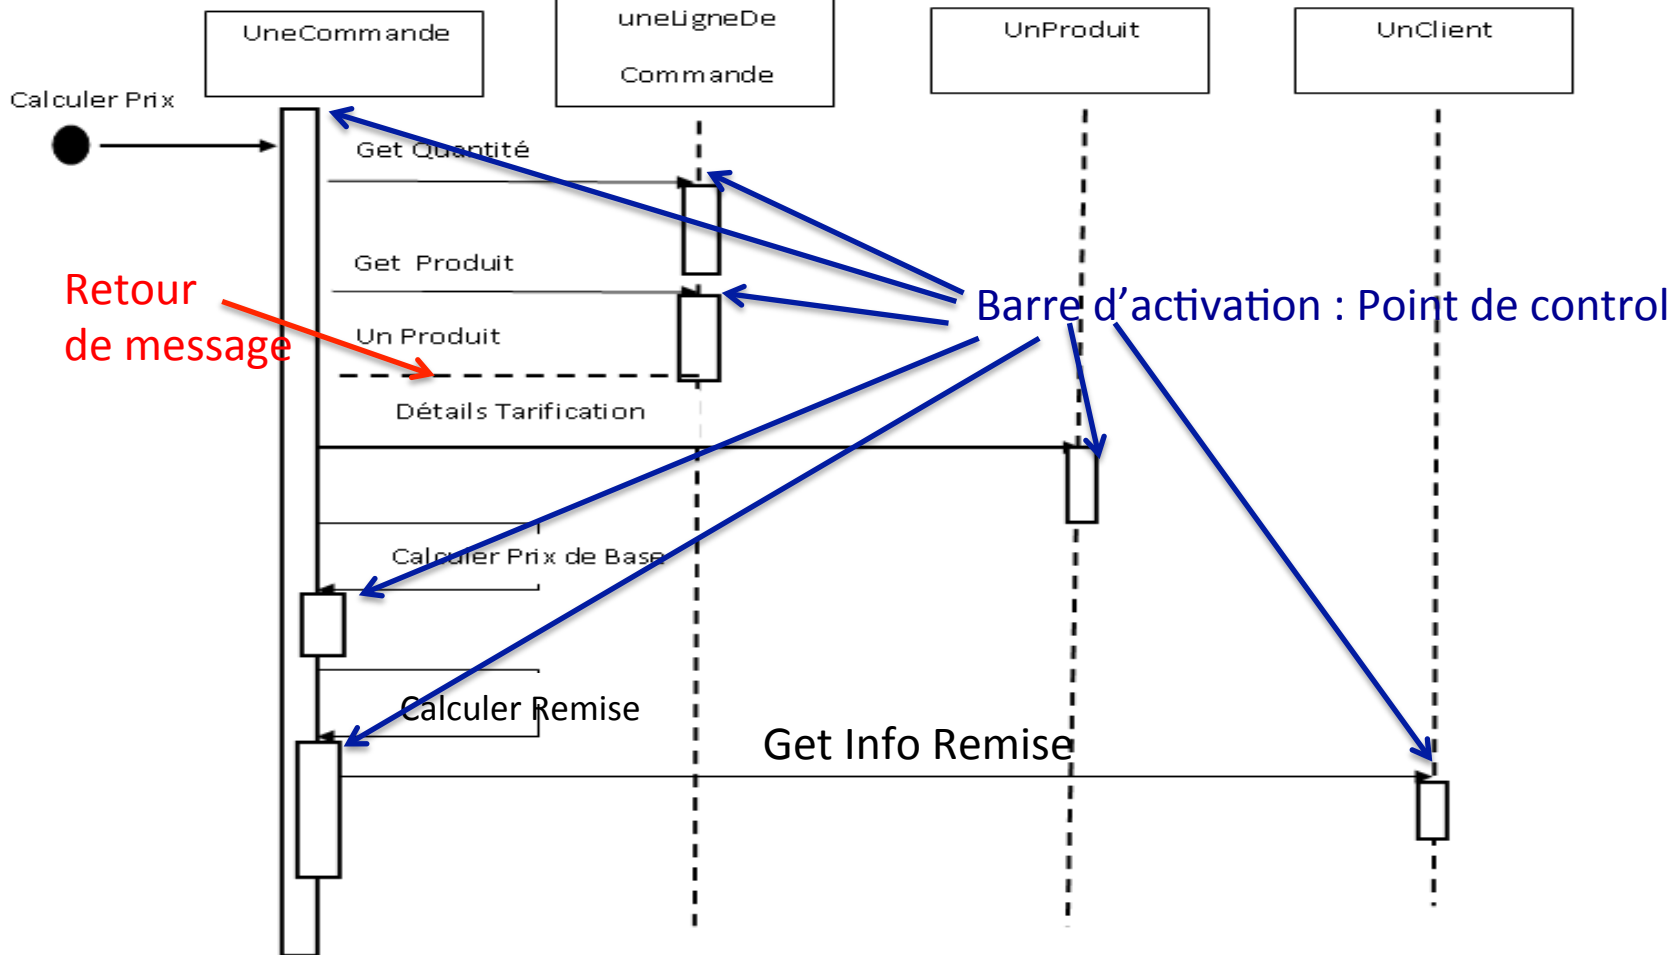 UneCommande
uneLigneDe
Commande
UnProduit
UnClient
Calculer Prix
Get Quantité
Get Produit
Retour
de message
Barre d'activation : Point de control
Un Produit
Détails Tarification
Calculer Prix de Base
Calculer Remise
Get Info Remise